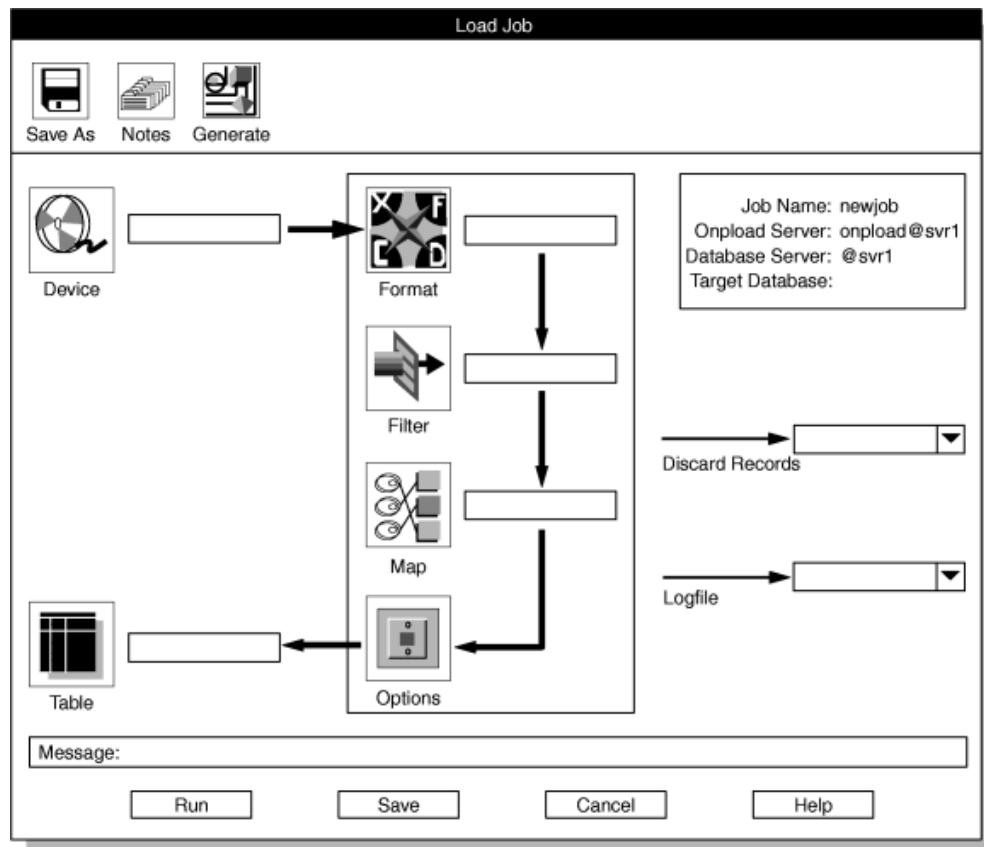 Load Job
Save As
Notes
Generate
Device
X F
C D
Format
Job Name: newjob
Onpload Server: onpload@svr1
Database Server: @svr1
Target Database:
Filter
Discard Records
Map
Logfile
Table
Options
Message:
Run
Save
Cancel
Help